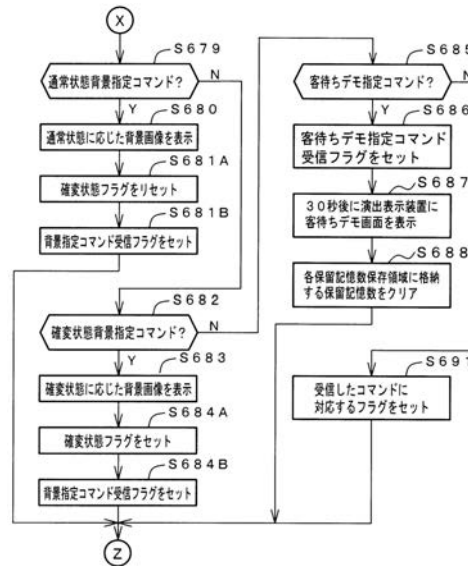 X
S679
通常状態背景指定コマンド?
N
Y
S680
通常状態に応じた背景画像を表示
S681A
確変状態フラグをリセット
S681B
背景指定コマンド受信フラグをセット
S682
確変状態背景指定コマンド?
N
Y
S683
確変状態に応じた背景画像を表示
S684A
確変状態フラグをセット
S684B
背景指定コマンド受信フラグをセット
Z
S685
客待ちデモ指定コマンド?
N
Y
S686
客待ちデモ指定コマンド
受信フラグをセット
S687
30秒後に演出表示装置に
客待ちデモ画面を表示
S688
各保留記憶数保存領域に格納
する保留記憶数をクリア
S691
受信したコマンドに
対応するフラグをセット